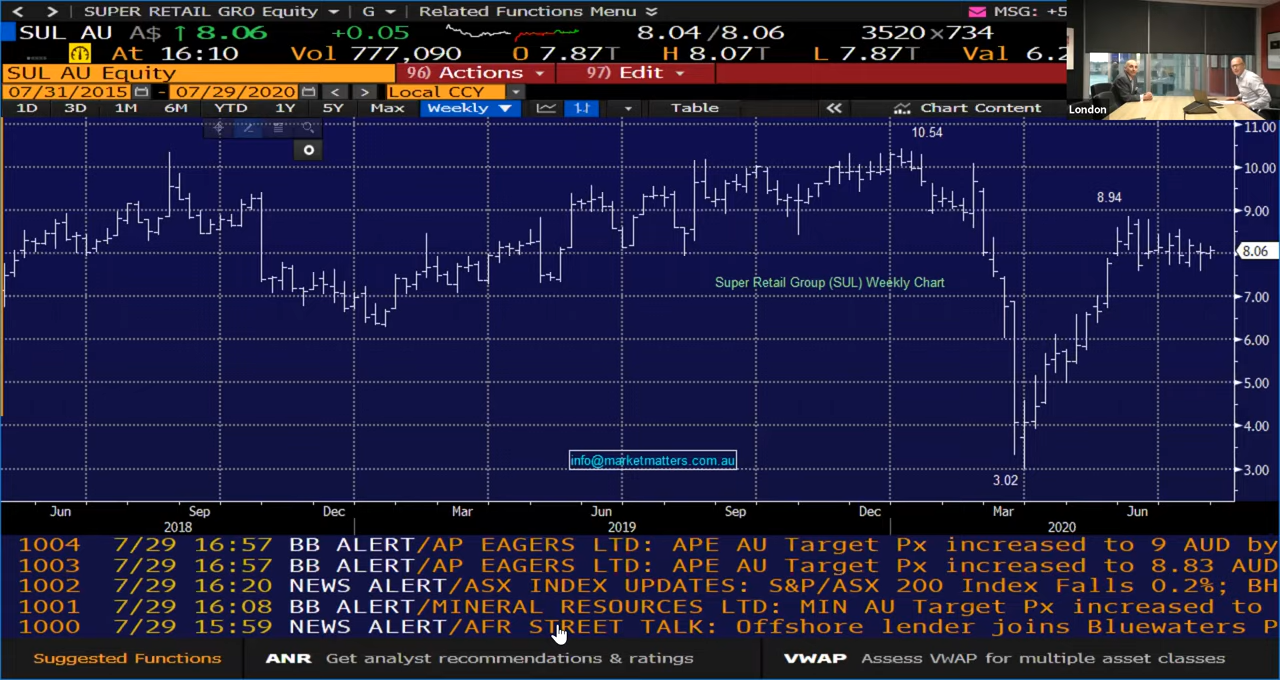 < > SUPER RETAIL GRO Equity G Related Functions Menu MSG: +5
SUL AU A$ ↑ 8.06 +0.05 8.04/8.06 3520×734
At 16:10 Vol 777,090 O 7.87T H 8.07T L 7.87T Val 6.2
SUL AU Equity 96) Actions 97) Edit
07/31/2015 - 07/29/2020 < > Local CCY
1D 3D 1M 6M YTD 1Y 5Y Max Weekly Table « Chart Content
London
10.54
11.00
10.00
8.94
9.00
8.06
Super Retail Group (SUL) Weekly Chart
7.00
6.00
5.00
4.00
info@marketmatters.com.au
3.00
3.02
Jun Sep Dec Mar Jun Sep Dec Mar Jun
2018 2019 2020
1004 7/29 16:57 BB ALERT/AP EAGERS LTD: APE AU Target Px increased to 9 AUD by
1003 7/29 16:57 BB ALERT/AP EAGERS LTD: APE AU Target Px increased to 8.83 AUD
1002 7/29 16:20 NEWS ALERT/ASX INDEX UPDATES: S&P/ASX 200 Index Falls 0.2%; BH
1001 7/29 16:08 BB ALERT/MINERAL RESOURCES LTD: MIN AU Target Px increased to
1000 7/29 15:59 NEWS ALERT/AFR STREET TALK: Offshore lender joins Bluewaters P
Suggested Functions ANR Get analyst recommendations & ratings VWAP Assess VWAP for multiple asset classes